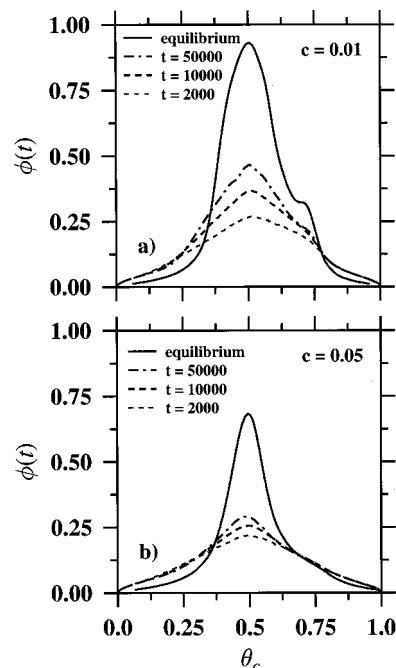 1.00
equilibrium
c = 0.01
t = 50000
0.75
t = 10000
t = 2000
ϕ(t)
0.50
0.25
a)
0.00
1.00
equilibrium
c = 0.05
t = 50000
0.75
t = 10000
t = 2000
ϕ(t)
0.50
0.25
b)
0.00
0.0 0.25 0.50 0.75 1.0
θc